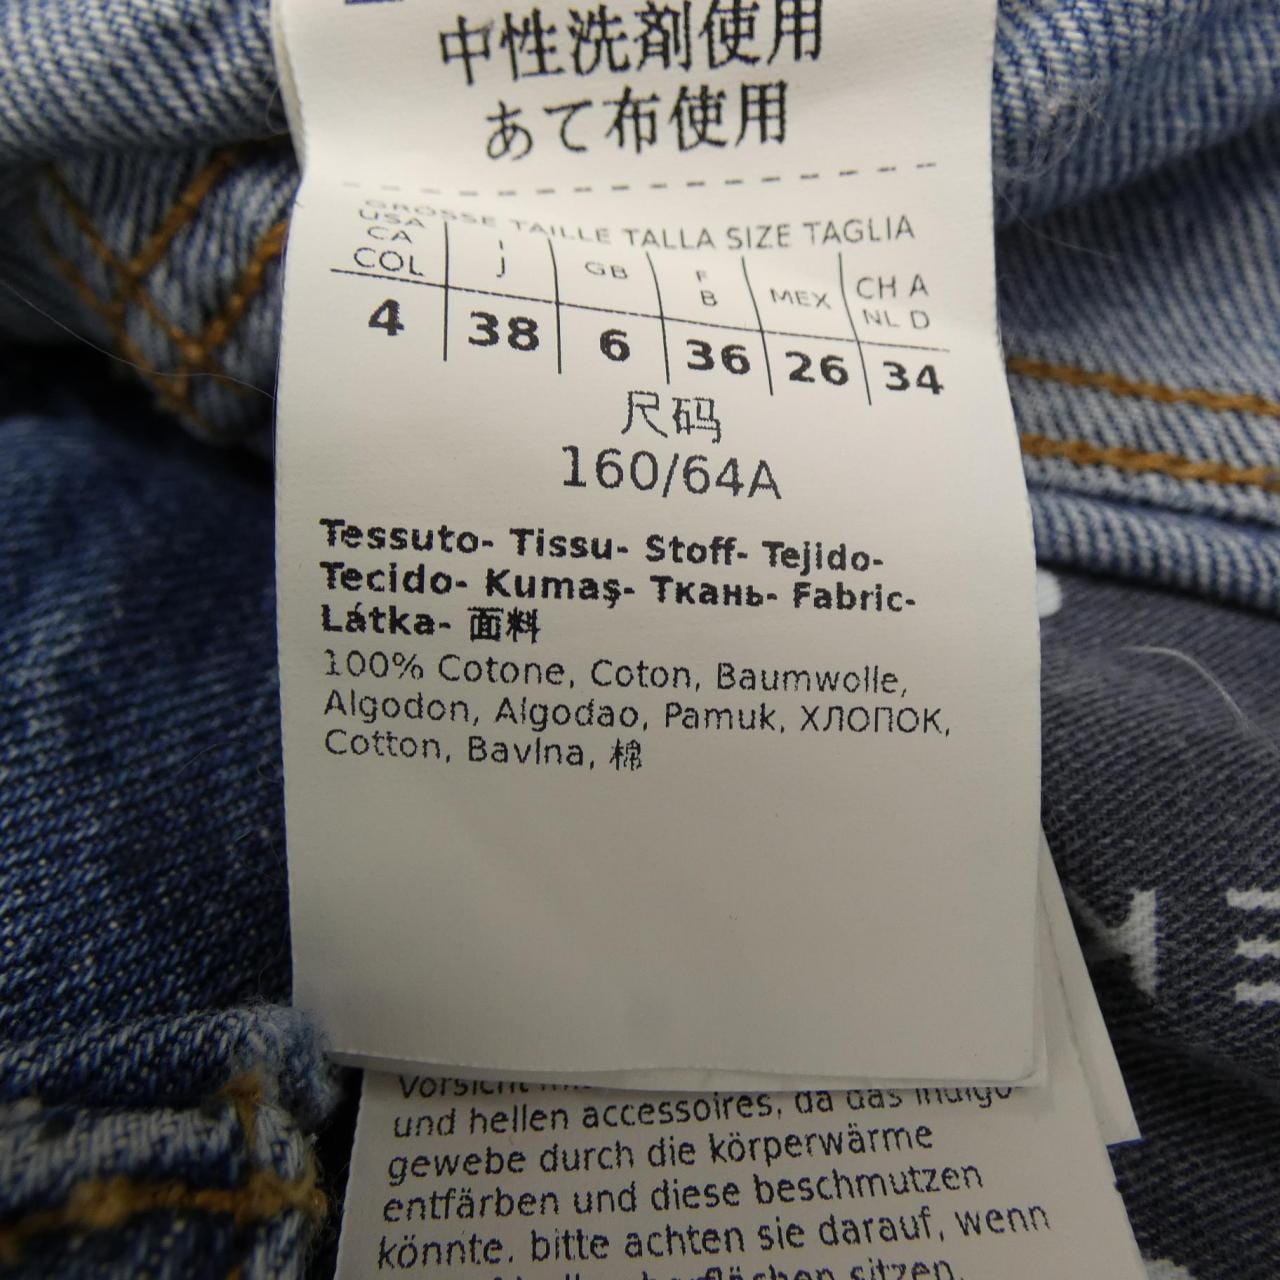 中性洗剤使用
あて布使用
GROSSE TAILLE TALLA SIZE TAGLIA
USA CA COL
I J
GB
F B
MEX
CH A NL D
4 38 6 36 26 34
尺码
160/64A
Tessuto- Tissu- Stoff- Tejido-
Tecido- Kumaş- Ткань- Fabric-
Látka- 面料
100% Cotone, Coton, Baumwolle,
Algodon, Algodao, Pamuk, ХЛОПОК,
Cotton, Bavlna, 棉
Vorsicht
und hellen accessoires, da das indigo
gewebe durch die körperwärme
entfärben und diese beschmutzen
könnte. bitte achten sie darauf, wenn
sitzen.